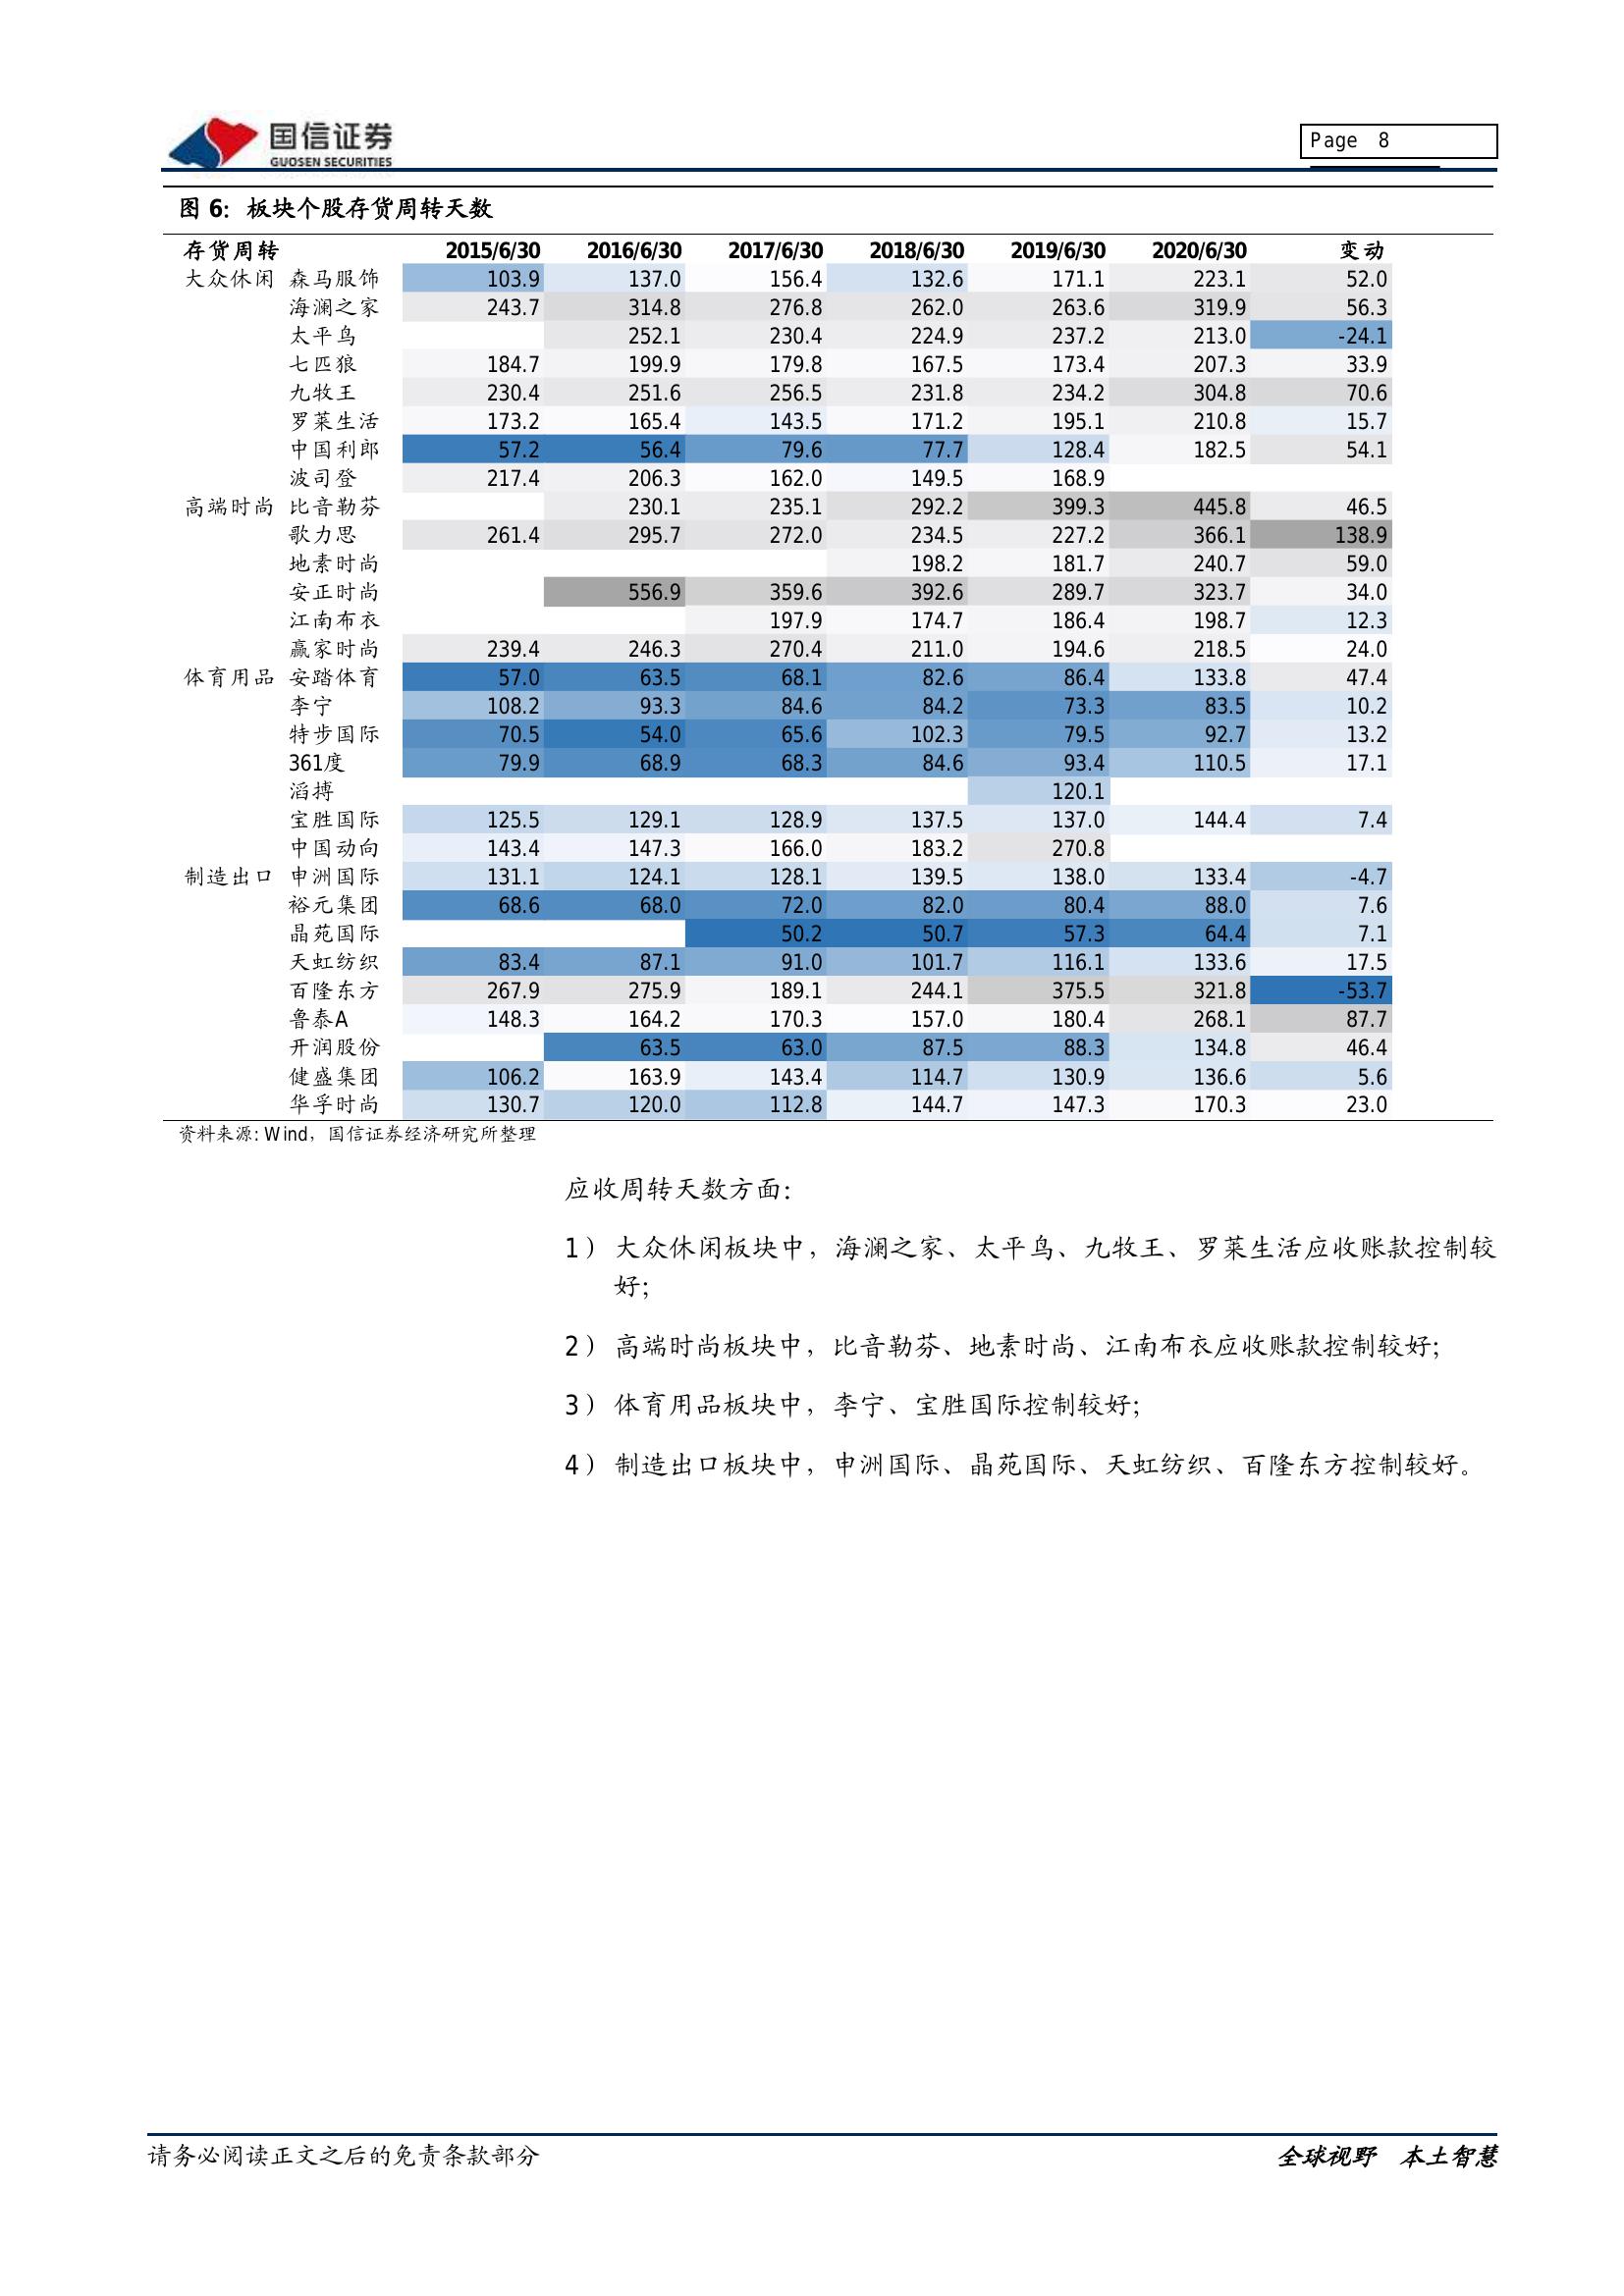 国信证券
GUOSEN SECURITIES
Page 8
图 6：板块个股存货周转天数
存货周转 2015/6/30 2016/6/30 2017/6/30 2018/6/30 2019/6/30 2020/6/30 变动
大众休闲 森马服饰 103.9 137.0 156.4 132.6 171.1 223.1 52.0
海澜之家 243.7 314.8 276.8 262.0 263.6 319.9 56.3
太平鸟 252.1 230.4 224.9 237.2 213.0 -24.1
七匹狼 184.7 199.9 179.8 167.5 173.4 207.3 33.9
九牧王 230.4 251.6 256.5 231.8 234.2 304.8 70.6
罗莱生活 173.2 165.4 143.5 171.2 195.1 210.8 15.7
中国利郎 57.2 56.4 79.6 77.7 128.4 182.5 54.1
波司登 217.4 206.3 162.0 149.5 168.9
高端时尚 比音勒芬 230.1 235.1 292.2 399.3 445.8 46.5
歌力思 261.4 295.7 272.0 234.5 227.2 366.1 138.9
地素时尚 198.2 181.7 240.7 59.0
安正时尚 556.9 359.6 392.6 289.7 323.7 34.0
江南布衣 197.9 174.7 186.4 198.7 12.3
赢家时尚 239.4 246.3 270.4 211.0 194.6 218.5 24.0
体育用品 安踏体育 57.0 63.5 68.1 82.6 86.4 133.8 47.4
李宁 108.2 93.3 84.6 84.2 73.3 83.5 10.2
特步国际 70.5 54.0 65.6 102.3 79.5 92.7 13.2
361度 79.9 68.9 68.3 84.6 93.4 110.5 17.1
滔搏 120.1
宝胜国际 125.5 129.1 128.9 137.5 137.0 144.4 7.4
中国动向 143.4 147.3 166.0 183.2 270.8
制造出口 申洲国际 131.1 124.1 128.1 139.5 138.0 133.4 -4.7
裕元集团 68.6 68.0 72.0 82.0 80.4 88.0 7.6
晶苑国际 50.2 50.7 57.3 64.4 7.1
天虹纺织 83.4 87.1 91.0 101.7 116.1 133.6 17.5
百隆东方 267.9 275.9 189.1 244.1 375.5 321.8 -53.7
鲁泰A 148.3 164.2 170.3 157.0 180.4 268.1 87.7
开润股份 63.5 63.0 87.5 88.3 134.8 46.4
健盛集团 106.2 163.9 143.4 114.7 130.9 136.6 5.6
华孚时尚 130.7 120.0 112.8 144.7 147.3 170.3 23.0
资料来源：Wind，国信证券经济研究所整理
应收周转天数方面：
1） 大众休闲板块中，海澜之家、太平鸟、九牧王、罗莱生活应收账款控制较
好；
2） 高端时尚板块中，比音勒芬、地素时尚、江南布衣应收账款控制较好；
3） 体育用品板块中，李宁、宝胜国际控制较好；
4） 制造出口板块中，申洲国际、晶苑国际、天虹纺织、百隆东方控制较好。
请务必阅读正文之后的免责条款部分
全球视野 本土智慧